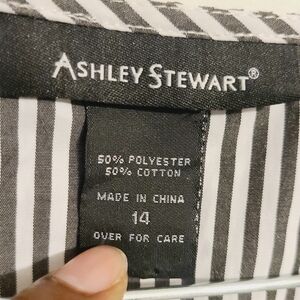 ASHLEY STEWART®
50% POLYESTER
50% COTTON
MADE IN CHINA
14
OVER FOR CARE